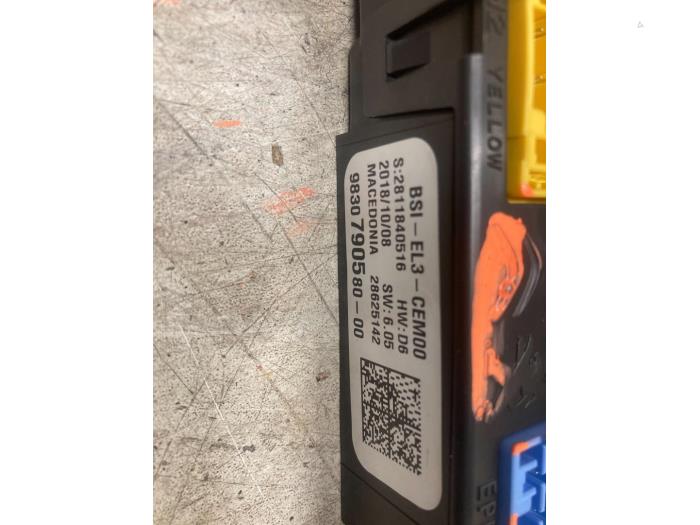 BSI-EL3-CEM00
S:2811840516 HW:D6
2018/10/08 SW:6.05
MACEDONIA 28625142
9830790580-00
YELLOW